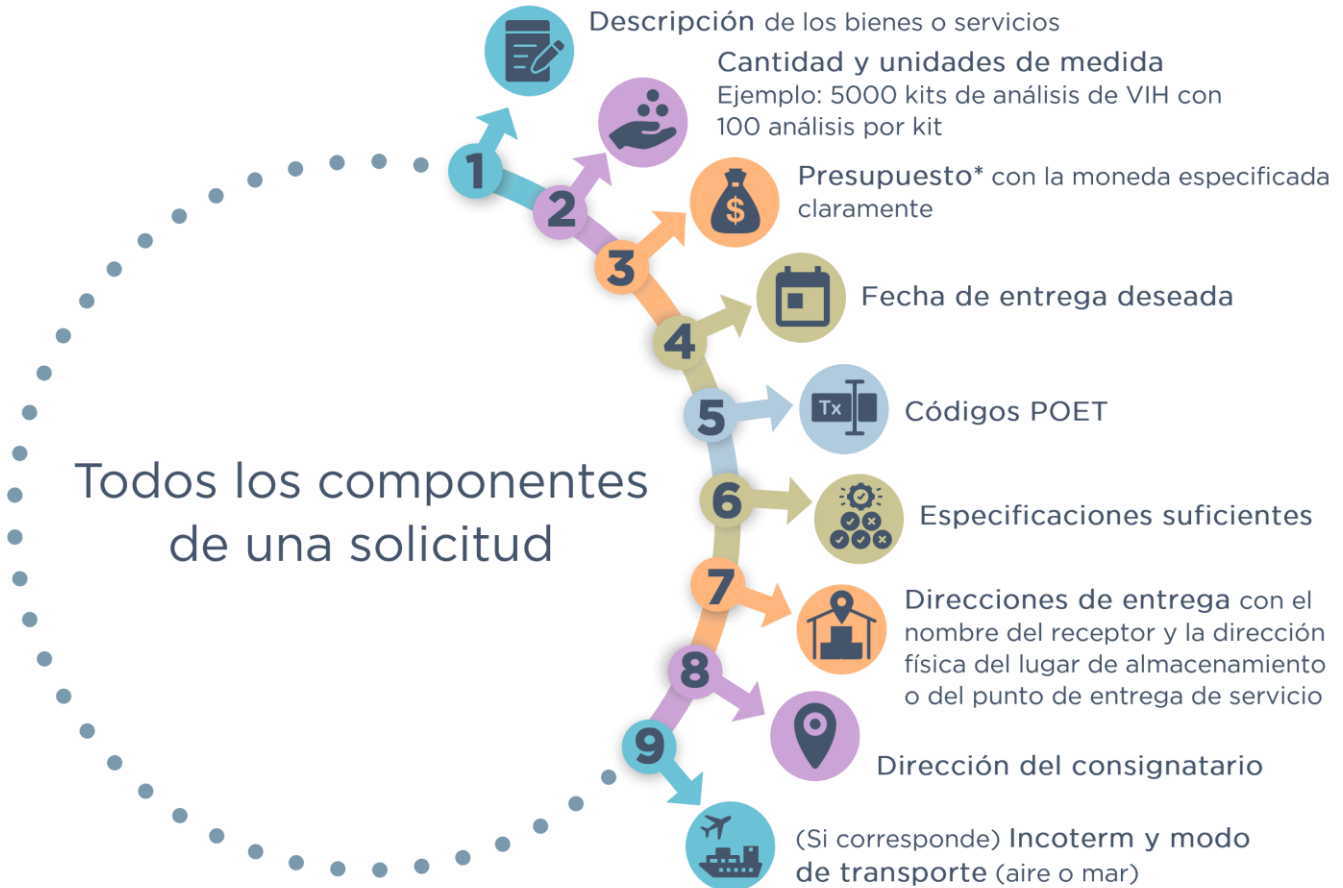 1
Descripción de los bienes o servicios
2
Cantidad y unidades de medida
Ejemplo: 5000 kits de análisis de VIH con
100 análisis por kit
3
$
Presupuesto* con la moneda especificada
claramente
4
Fecha de entrega deseada
5
Tx
Códigos POET
6
Especificaciones suficientes
7
Direcciones de entrega con el
nombre del receptor y la dirección
física del lugar de almacenamiento
o del punto de entrega de servicio
8
Dirección del consignatario
9
(Si corresponde) Incoterm y modo
de transporte (aire o mar)
Todos los componentes
de una solicitud